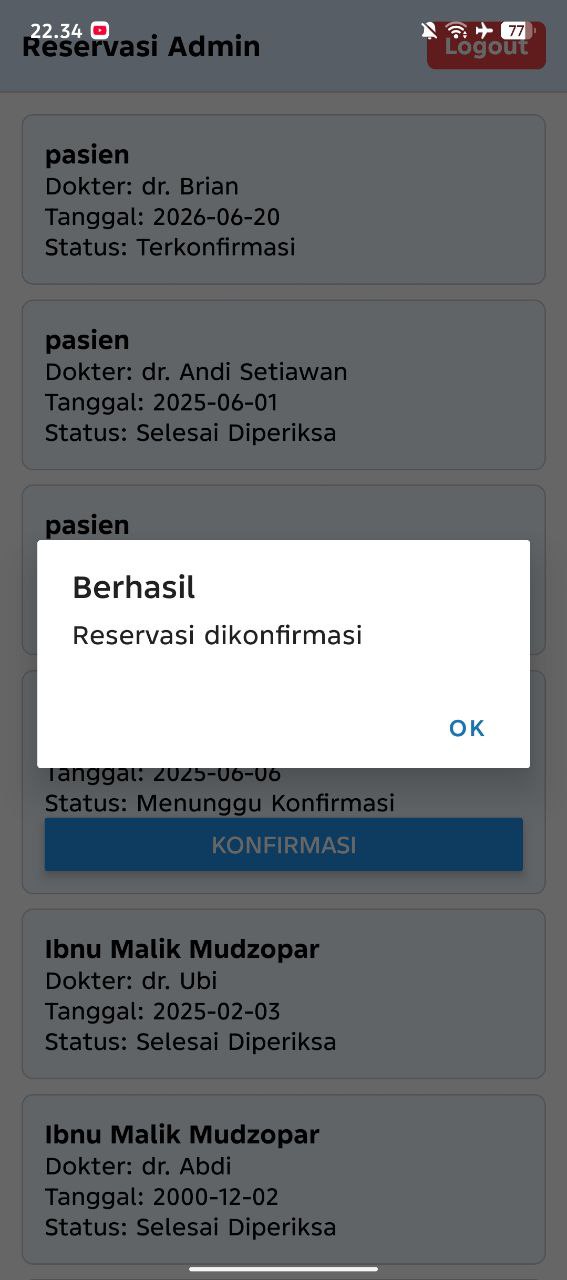 22.34
77
Reservasi Admin
Logout
pasien
Dokter: dr. Brian
Tanggal: 2026-06-20
Status: Terkonfirmasi
pasien
Dokter: dr. Andi Setiawan
Tanggal: 2025-06-01
Status: Selesai Diperiksa
pasien
Berhasil
Reservasi dikonfirmasi
OK
Tanggal: 2025-06-06
Status: Menunggu Konfirmasi
KONFIRMASI
Ibnu Malik Mudzopar
Dokter: dr. Ubi
Tanggal: 2025-02-03
Status: Selesai Diperiksa
Ibnu Malik Mudzopar
Dokter: dr. Abdi
Tanggal: 2000-12-02
Status: Selesai Diperiksa